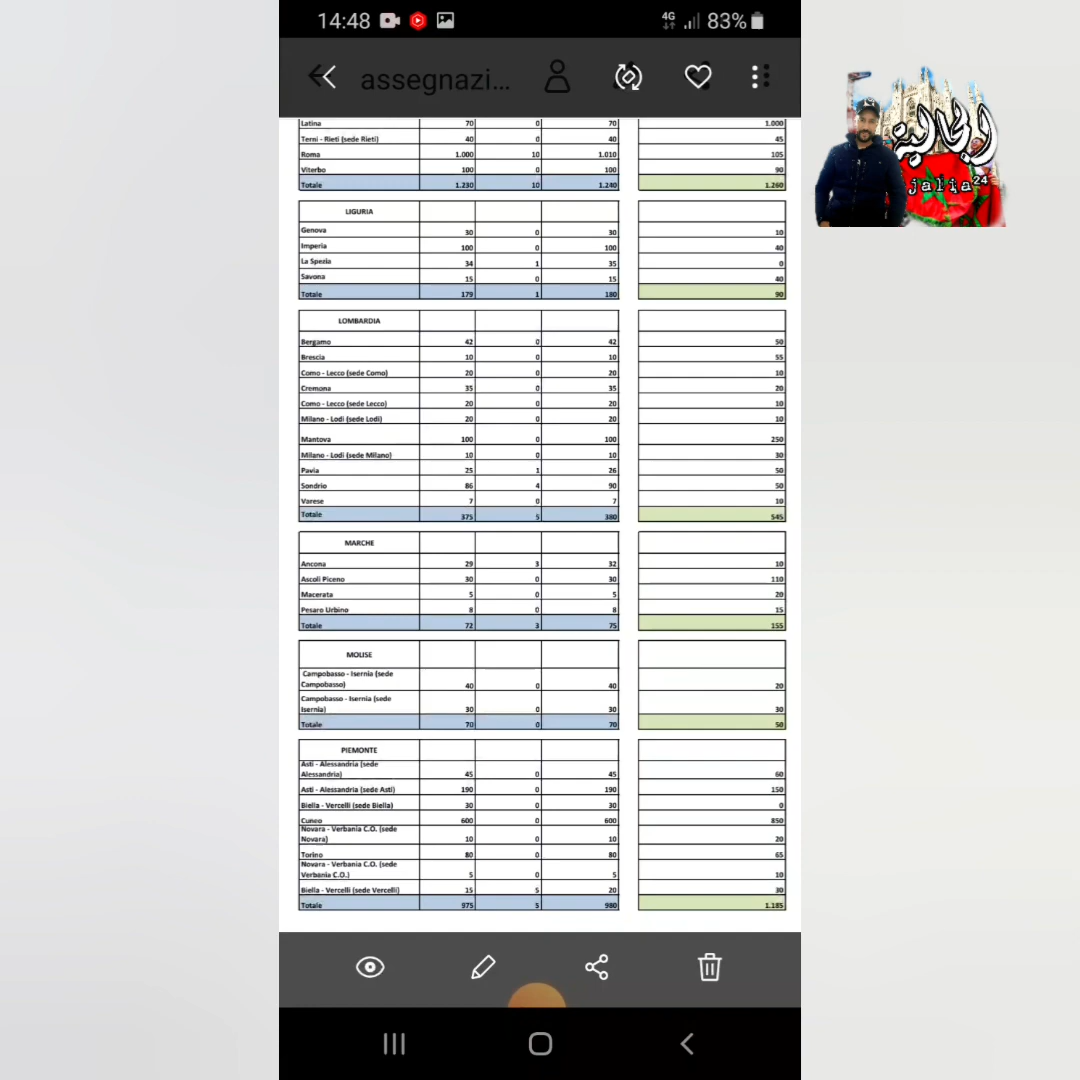 14:48 4G 83%
assegnazi...
الجالية
jalia24
Latina 70 0 70 1.000
Terni - Rieti (sede Rieti) 40 0 40 45
Roma 1.000 10 1.010 105
Viterbo 100 0 100 90
Totale 1.230 10 1.240 1.260
LIGURIA
Genova 30 0 30 10
Imperia 100 0 100 40
La Spezia 34 1 35 0
Savona 15 0 15 40
Totale 179 1 180 90
LOMBARDIA
Bergamo 42 0 42 50
Brescia 10 0 10 55
Como - Lecco (sede Como) 20 0 20 10
Cremona 35 0 35 20
Como - Lecco (sede Lecco) 20 0 20 10
Milano - Lodi (sede Lodi) 20 0 20 10
Mantova 100 0 100 250
Milano - Lodi (sede Milano) 10 0 10 30
Pavia 25 1 26 50
Sondrio 86 4 90 50
Varese 7 0 7 10
Totale 375 5 380 545
MARCHE
Ancona 29 3 32 10
Ascoli Piceno 30 0 30 110
Macerata 5 0 5 20
Pesaro Urbino 8 0 8 15
Totale 72 3 75 155
MOLISE
Campobasso - Isernia (sede
Campobasso) 40 0 40 20
Campobasso - Isernia (sede
Isernia) 30 0 30 30
Totale 70 0 70 50
PIEMONTE
Asti - Alessandria (sede
Alessandria) 45 0 45 60
Asti - Alessandria (sede Asti) 190 0 190 150
Biella - Vercelli (sede Biella) 30 0 30 0
Cuneo 600 0 600 850
Novara - Verbania C.O. (sede
Novara) 10 0 10 20
Torino 80 0 80 65
Novara - Verbania C.O. (sede
Verbania C.O.) 5 0 5 10
Biella - Vercelli (sede Vercelli) 15 5 20 30
Totale 975 5 980 1.185